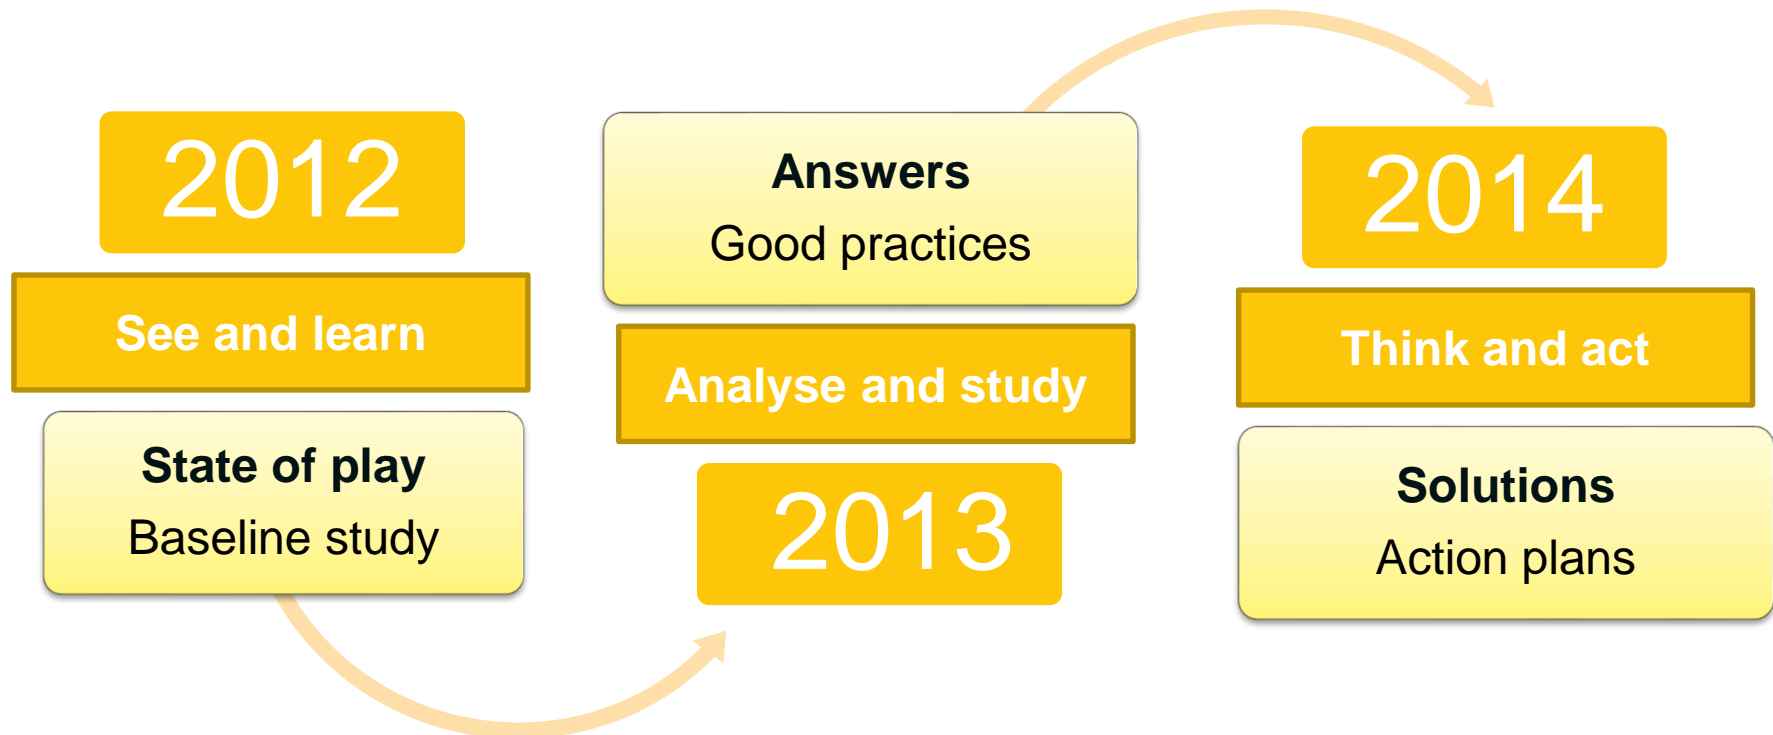 2012
See and learn
State of play
Baseline study
Answers
Good practices
Analyse and study
2013
2014
Think and act
Solutions
Action plans